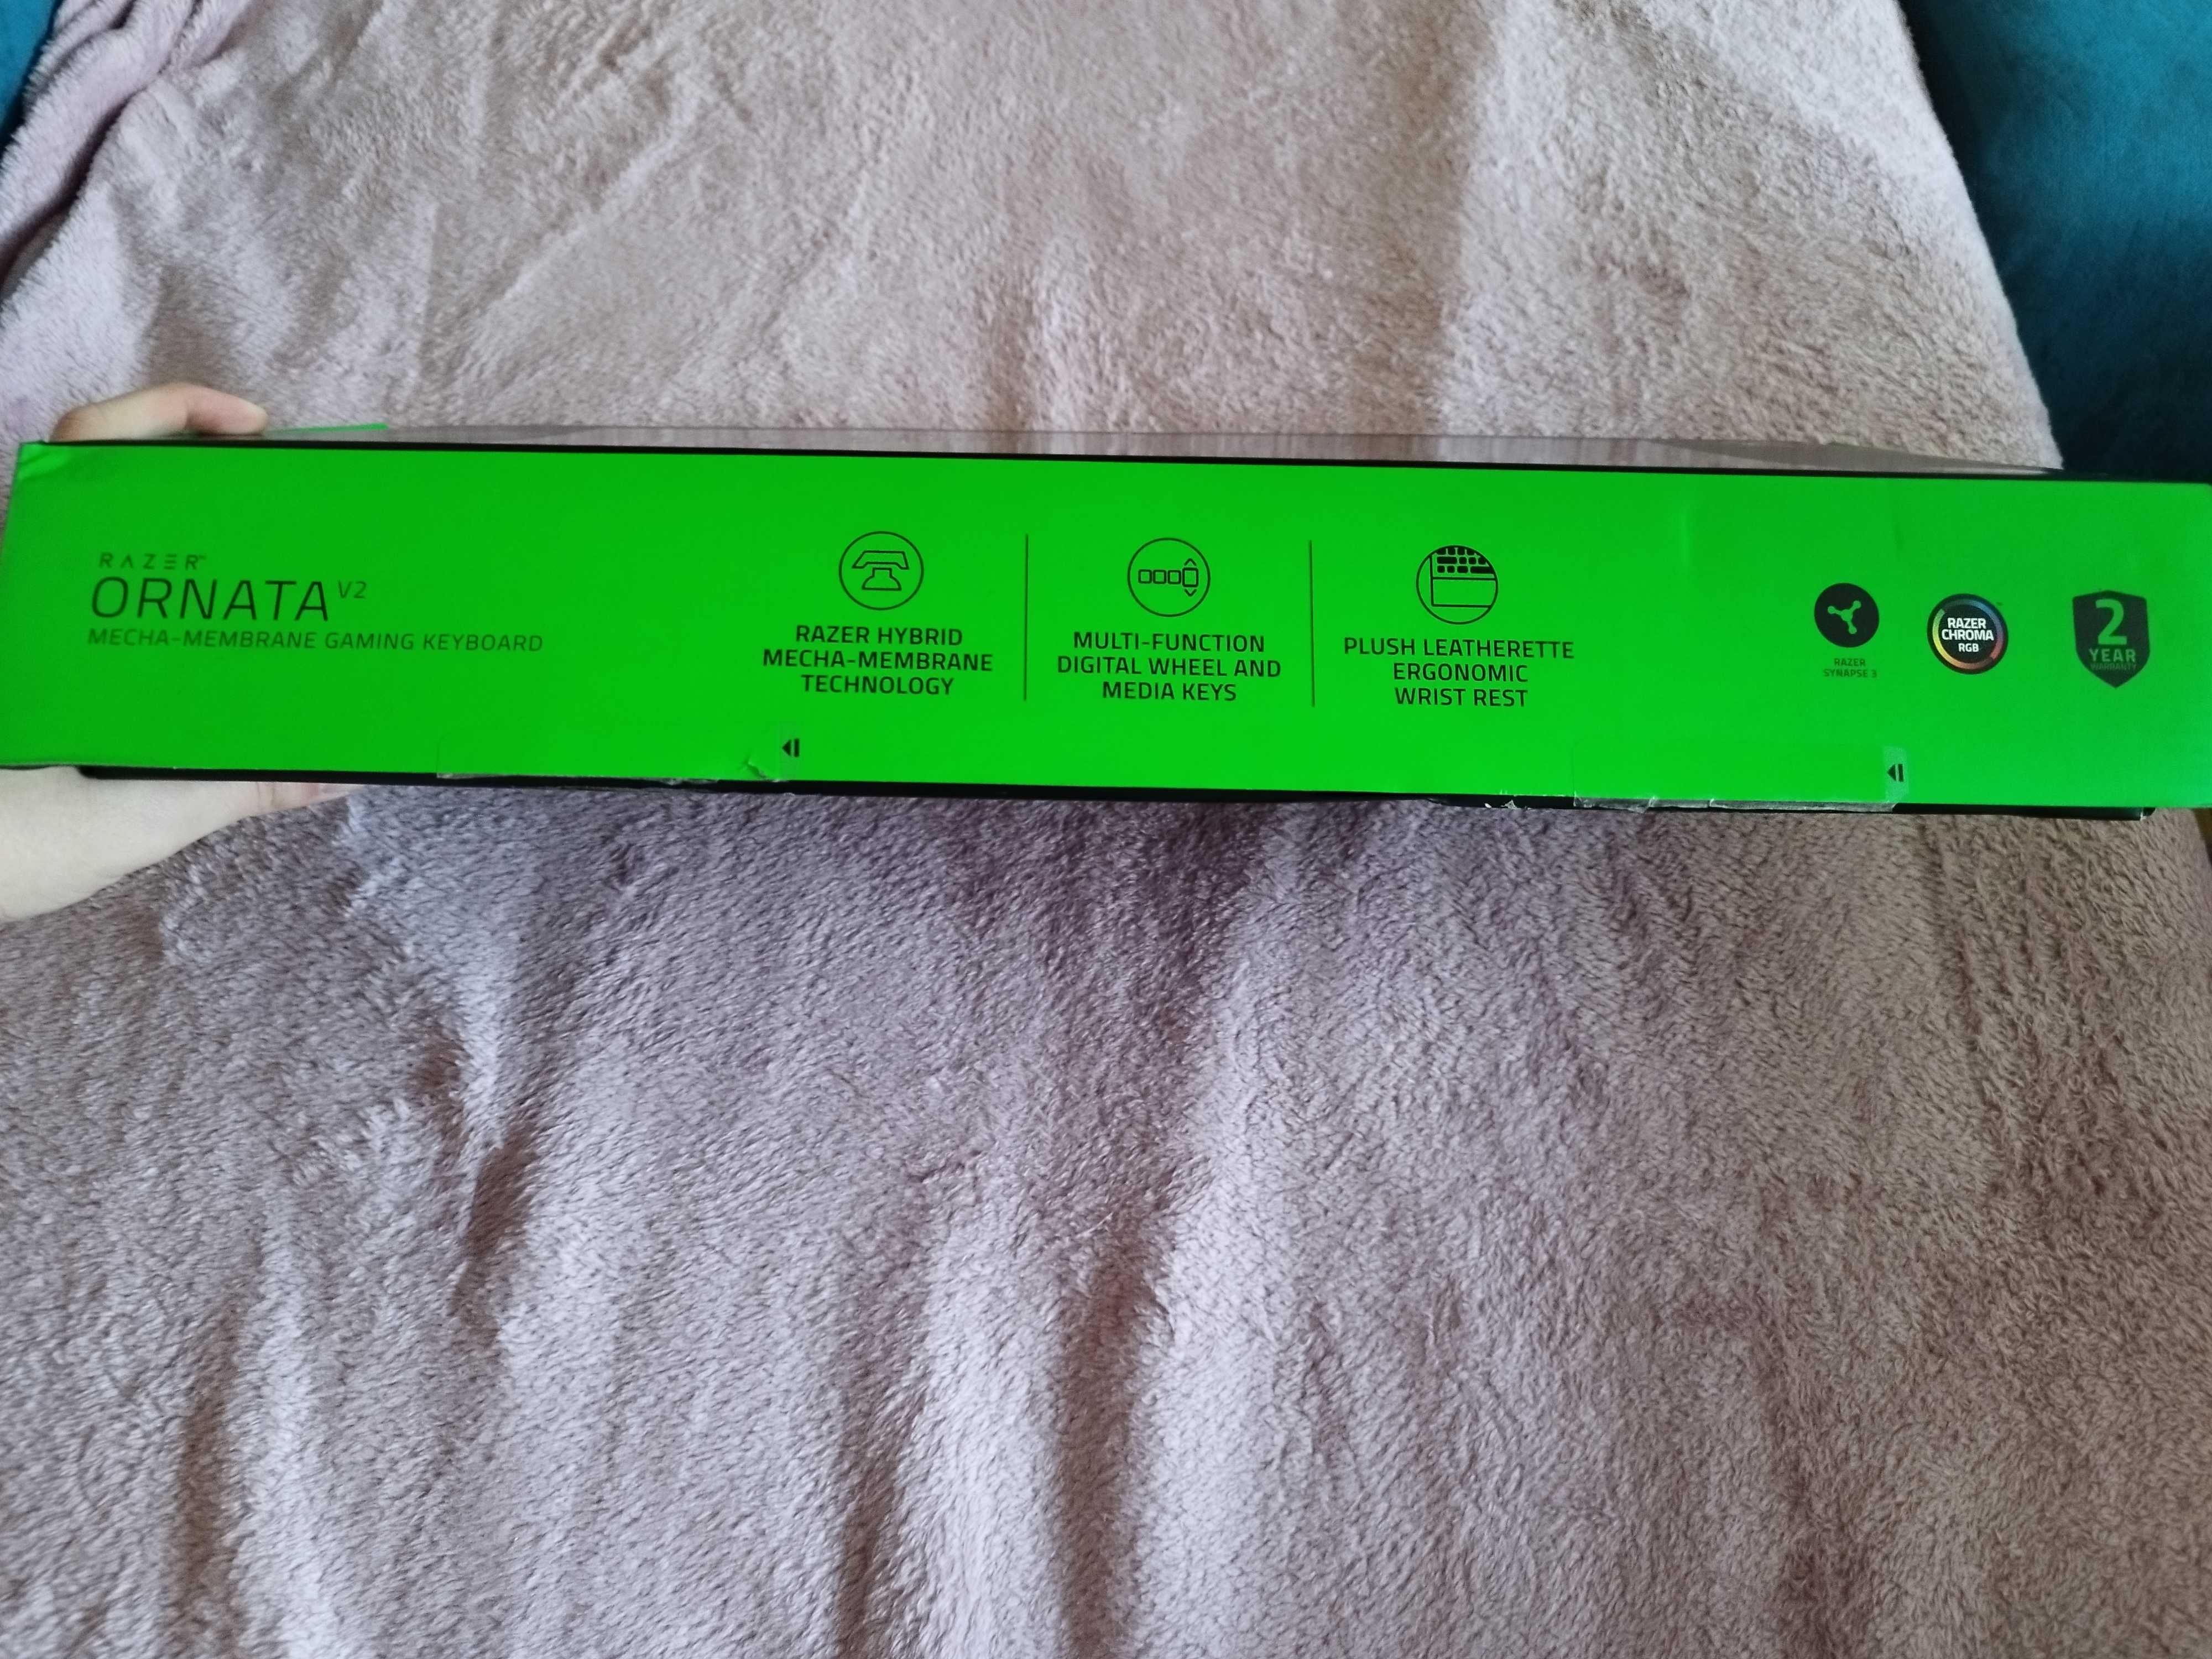 RAZER™
ORNATA V2
MECHA-MEMBRANE GAMING KEYBOARD
RAZER HYBRID
MECHA-MEMBRANE
TECHNOLOGY
MULTI-FUNCTION
DIGITAL WHEEL AND
MEDIA KEYS
PLUSH LEATHERETTE
ERGONOMIC
WRIST REST
RAZER
SYNAPSE 3
RAZER
CHROMA
RGB
2
YEAR
WARRANTY